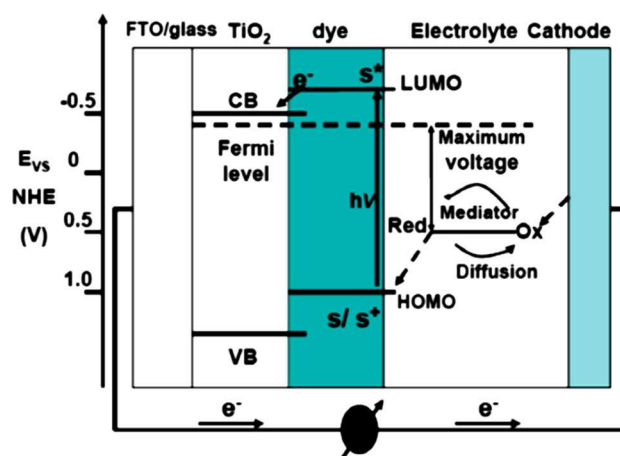 FTO/glass TiO₂ dye Electrolyte Cathode
e⁻ s* LUMO
-0.5 CB
Fermi level
Maximum voltage
E_VS NHE (V)
0
hν
Mediator
0.5 Red Ox
Diffusion
1.0
HOMO
s/ s⁺
VB
e⁻ e⁻